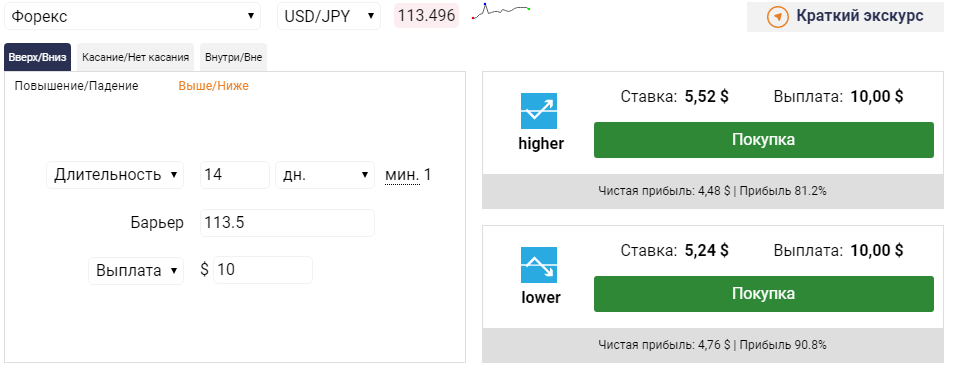 Форекс USD/JPY 113.496 Краткий экскурс
Вверх/Вниз Касание/Нет касания Внутри/Вне
Повышение/Падение Выше/Ниже
Длительность 14 дн. мин. 1
Барьер 113.5
Выплата $ 10
Ставка: 5,52 $ Выплата: 10,00 $
higher Покупка
Чистая прибыль: 4,48 $ | Прибыль 81.2%
Ставка: 5,24 $ Выплата: 10,00 $
lower Покупка
Чистая прибыль: 4,76 $ | Прибыль 90.8%